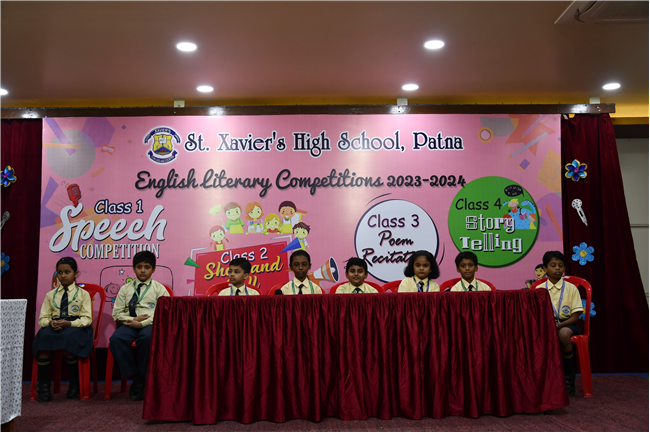 St. Xavier's High School, Patna
English Literary Competitions 2023-2024
Class 1
Speech
COMPETITION
Class 2
Show and
Class 3
Poem
Recitat
Class 4
Story
Telling